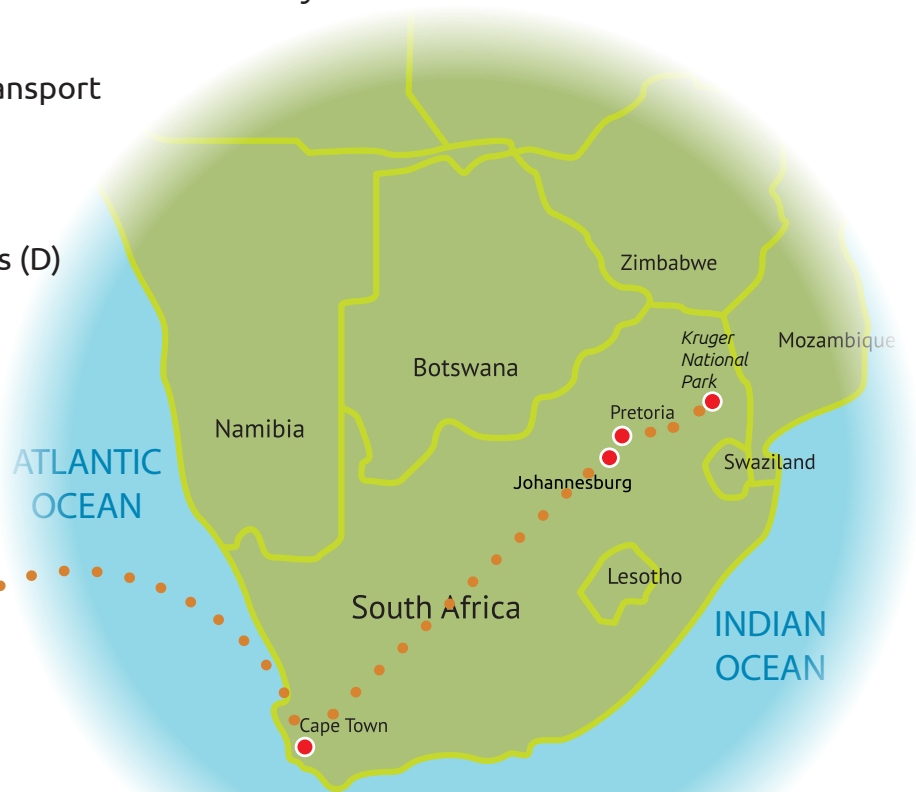 ansport
s (D)
Zimbabwe
Kruger
National
Park
Mozambique
Botswana
Pretoria
Namibia
ATLANTIC
OCEAN
Swaziland
Johannesburg
Lesotho
South Africa
INDIAN
OCEAN
Cape Town